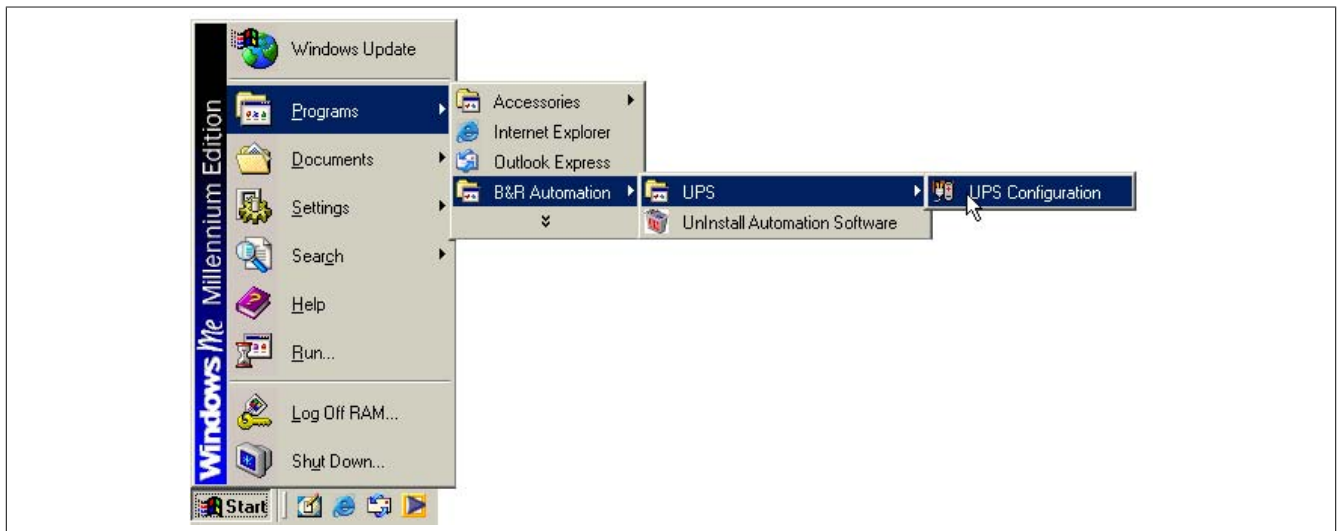 Windows Me Millennium Edition
Windows Update
Programs
Documents
Settings
Search
Help
Run...
Log Off RAM...
Shut Down...
Start
Accessories
Internet Explorer
Outlook Express
B&R Automation
UPS
UnInstall Automation Software
UPS Configuration